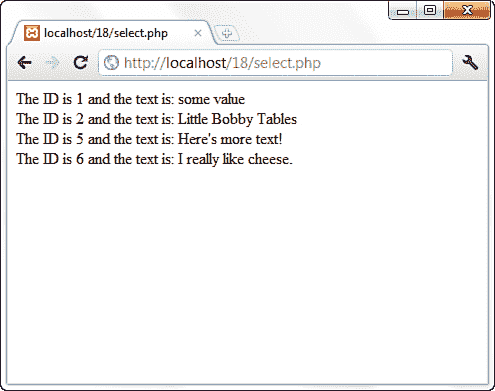 localhost/18/select.php
http://localhost/18/select.php
The ID is 1 and the text is: some value
The ID is 2 and the text is: Little Bobby Tables
The ID is 5 and the text is: Here's more text!
The ID is 6 and the text is: I really like cheese.